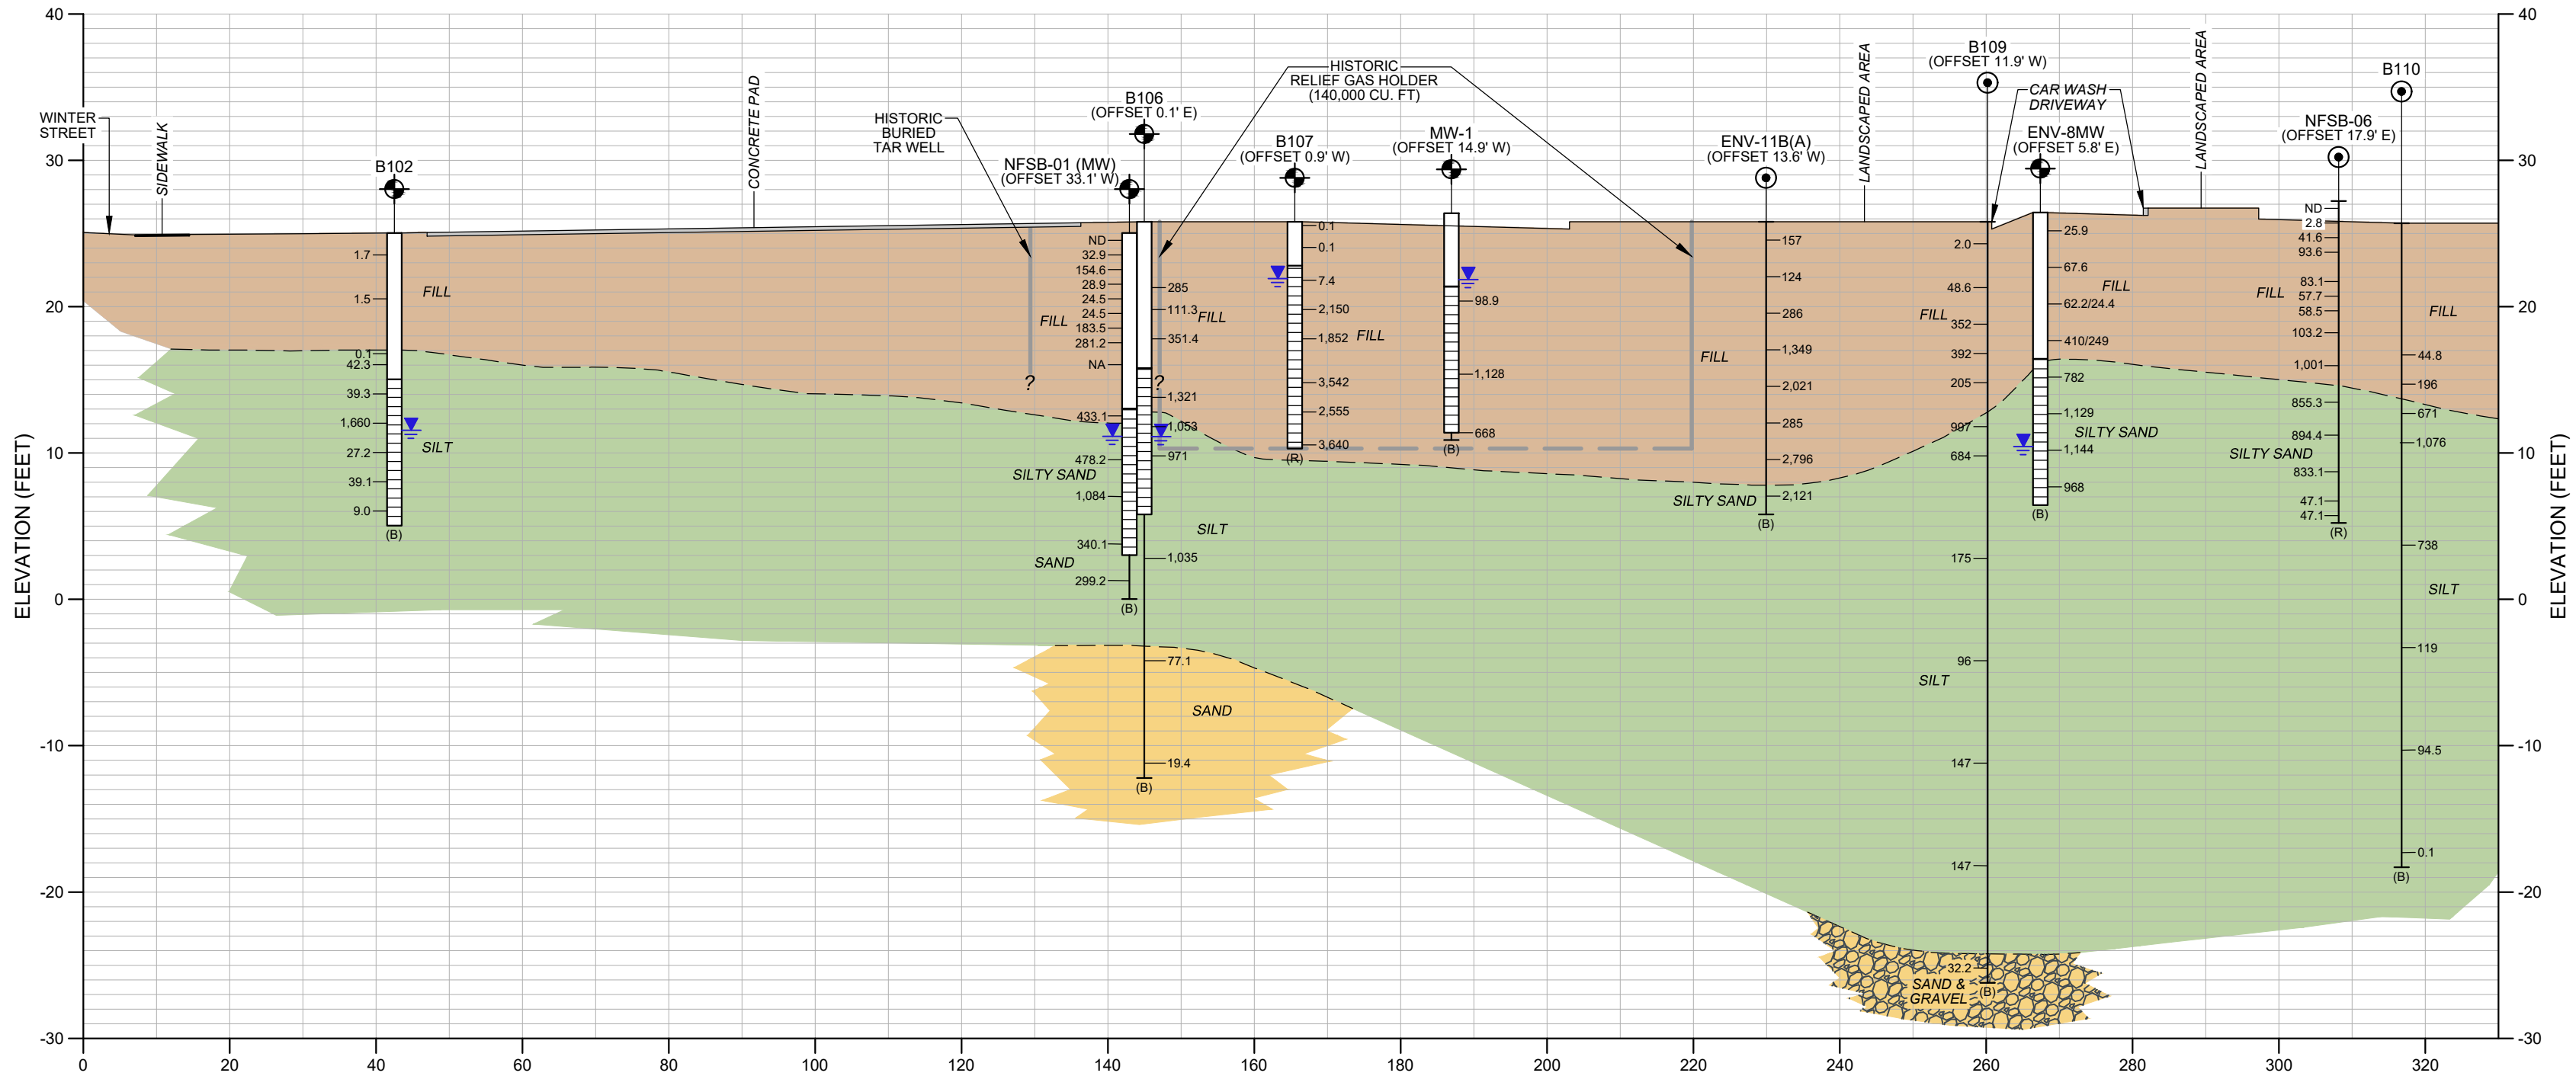 40
30
20
10
0
-10
-20
-30
ELEVATION (FEET)
WINTER
STREET
SIDEWALK
B102
CONCRETE PAD
HISTORIC
BURIED
TAR WELL
NFSB-01 (MW)
(OFFSET 33.1' W)
B106
(OFFSET 0.1' E)
HISTORIC
RELIEF GAS HOLDER
(140,000 CU. FT)
B107
(OFFSET 0.9' W)
MW-1
(OFFSET 14.9' W)
ENV-11B(A)
(OFFSET 13.6' W)
LANDSCAPED AREA
B109
(OFFSET 11.9' W)
CAR WASH
DRIVEWAY
ENV-8MW
(OFFSET 5.8' E)
LANDSCAPED AREA
NFSB-06
(OFFSET 17.9' E)
B110
1.7
1.5
0.1
42.3
39.3
1,660
27.2
39.1
9.0
(B)
FILL
SILT
?
FILL
ND
32.9
154.6
28.9
24.5
24.5
183.5
281.2
NA
433.1
478.2
1,084
340.1
299.2
(B)
SILTY SAND
SAND
285
111.3
351.4
1,321
1,053
971
1,035
77.1
19.4
(B)
FILL
?
SILT
SAND
0.1
0.1
7.4
2,150
1,852
3,542
2,555
3,640
(R)
FILL
98.9
1,128
668
(B)
FILL
157
124
286
1,349
2,021
285
2,796
2,121
(B)
SILTY SAND
2.0
48.6
352
392
205
997
684
175
96
147
147
32.2
(B)
FILL
SILT
SAND &
GRAVEL
25.9
67.6
62.2/24.4
410/249
782
1,129
1,144
968
(B)
FILL
SILTY SAND
ND
2.8
41.6
93.6
83.1
57.7
58.5
103.2
1,001
855.3
894.4
833.1
47.1
47.1
(R)
FILL
SILTY SAND
44.8
196
671
1,076
738
119
94.5
0.1
(B)
FILL
SILT
40
30
20
10
0
-10
-20
-30
ELEVATION (FEET)
0
20
40
60
80
100
120
140
160
180
200
220
240
260
280
300
320